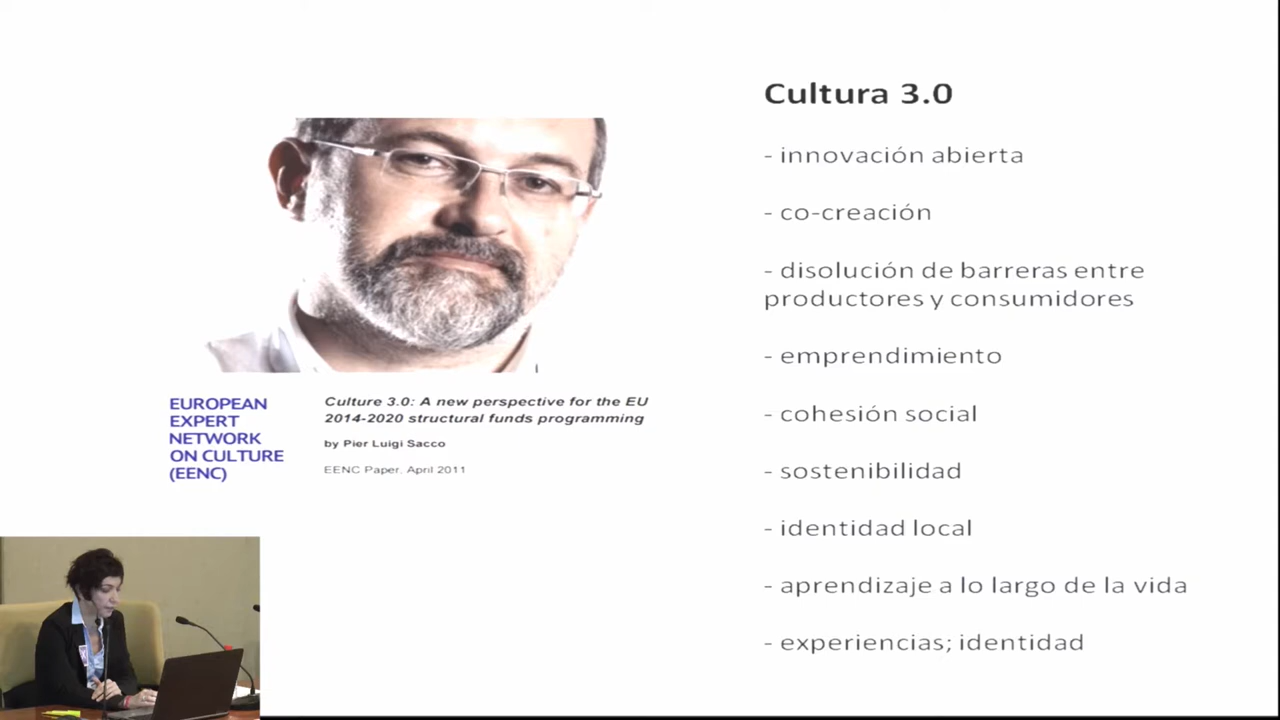 Cultura 3.0
- innovación abierta
- co-creación
- disolución de barreras entre
productores y consumidores
- emprendimiento
- cohesión social
- sostenibilidad
- identidad local
- aprendizaje a lo largo de la vida
- experiencias; identidad
EUROPEAN
EXPERT
NETWORK
ON CULTURE
(EENC)
Culture 3.0: A new perspective for the EU
2014-2020 structural funds programming
by Pier Luigi Sacco
EENC Paper, April 2011